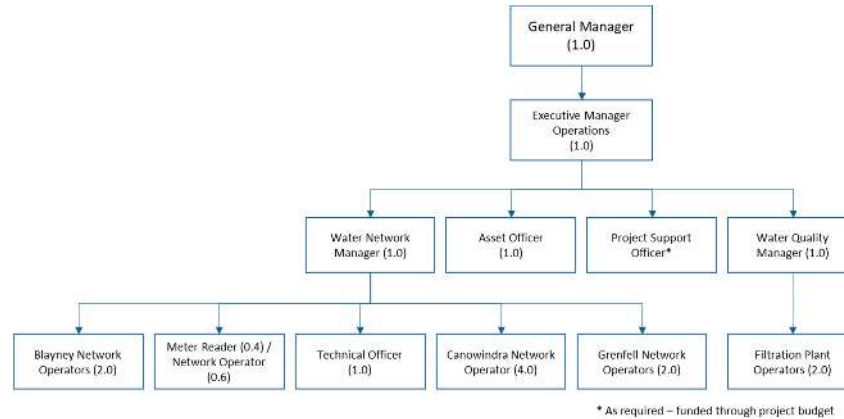 General Manager
(1.0)
Executive Manager
Operations
(1.0)
Water Network
Manager (1.0)
Asset Officer
(1.0)
Project Support
Officer*
Water Quality
Manager (1.0)
Blayney Network
Operators (2.0)
Meter Reader (0.4) /
Network Operator
(0.6)
Technical Officer
(1.0)
Canowindra Network
Operator (4.0)
Grenfell Network
Operators (2.0)
Filtration Plant
Operators (2.0)
* As required – funded through project budget